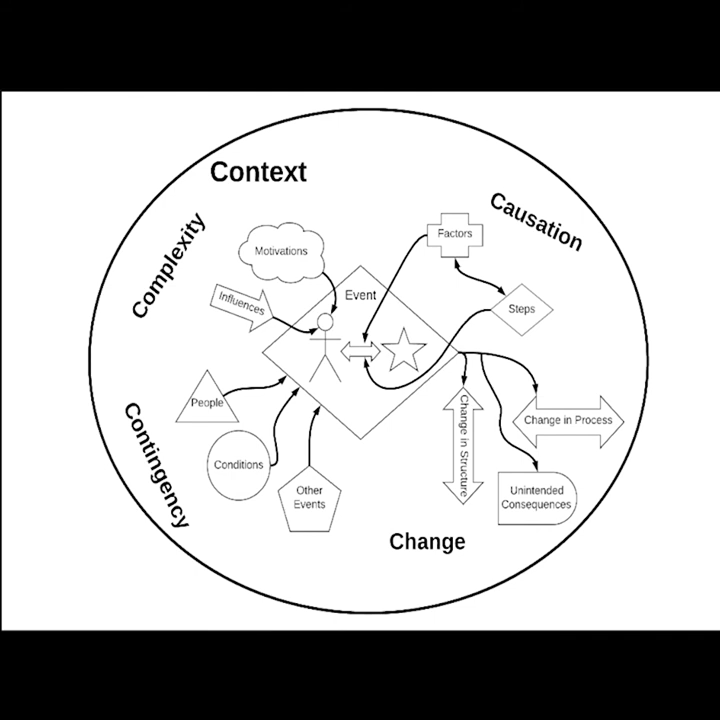 Context
Complexity
Causation
Motivations
Factors
Influences
Event
Steps
People
Change in Structure
Change in Process
Contingency
Conditions
Other
Events
Unintended
Consequences
Change